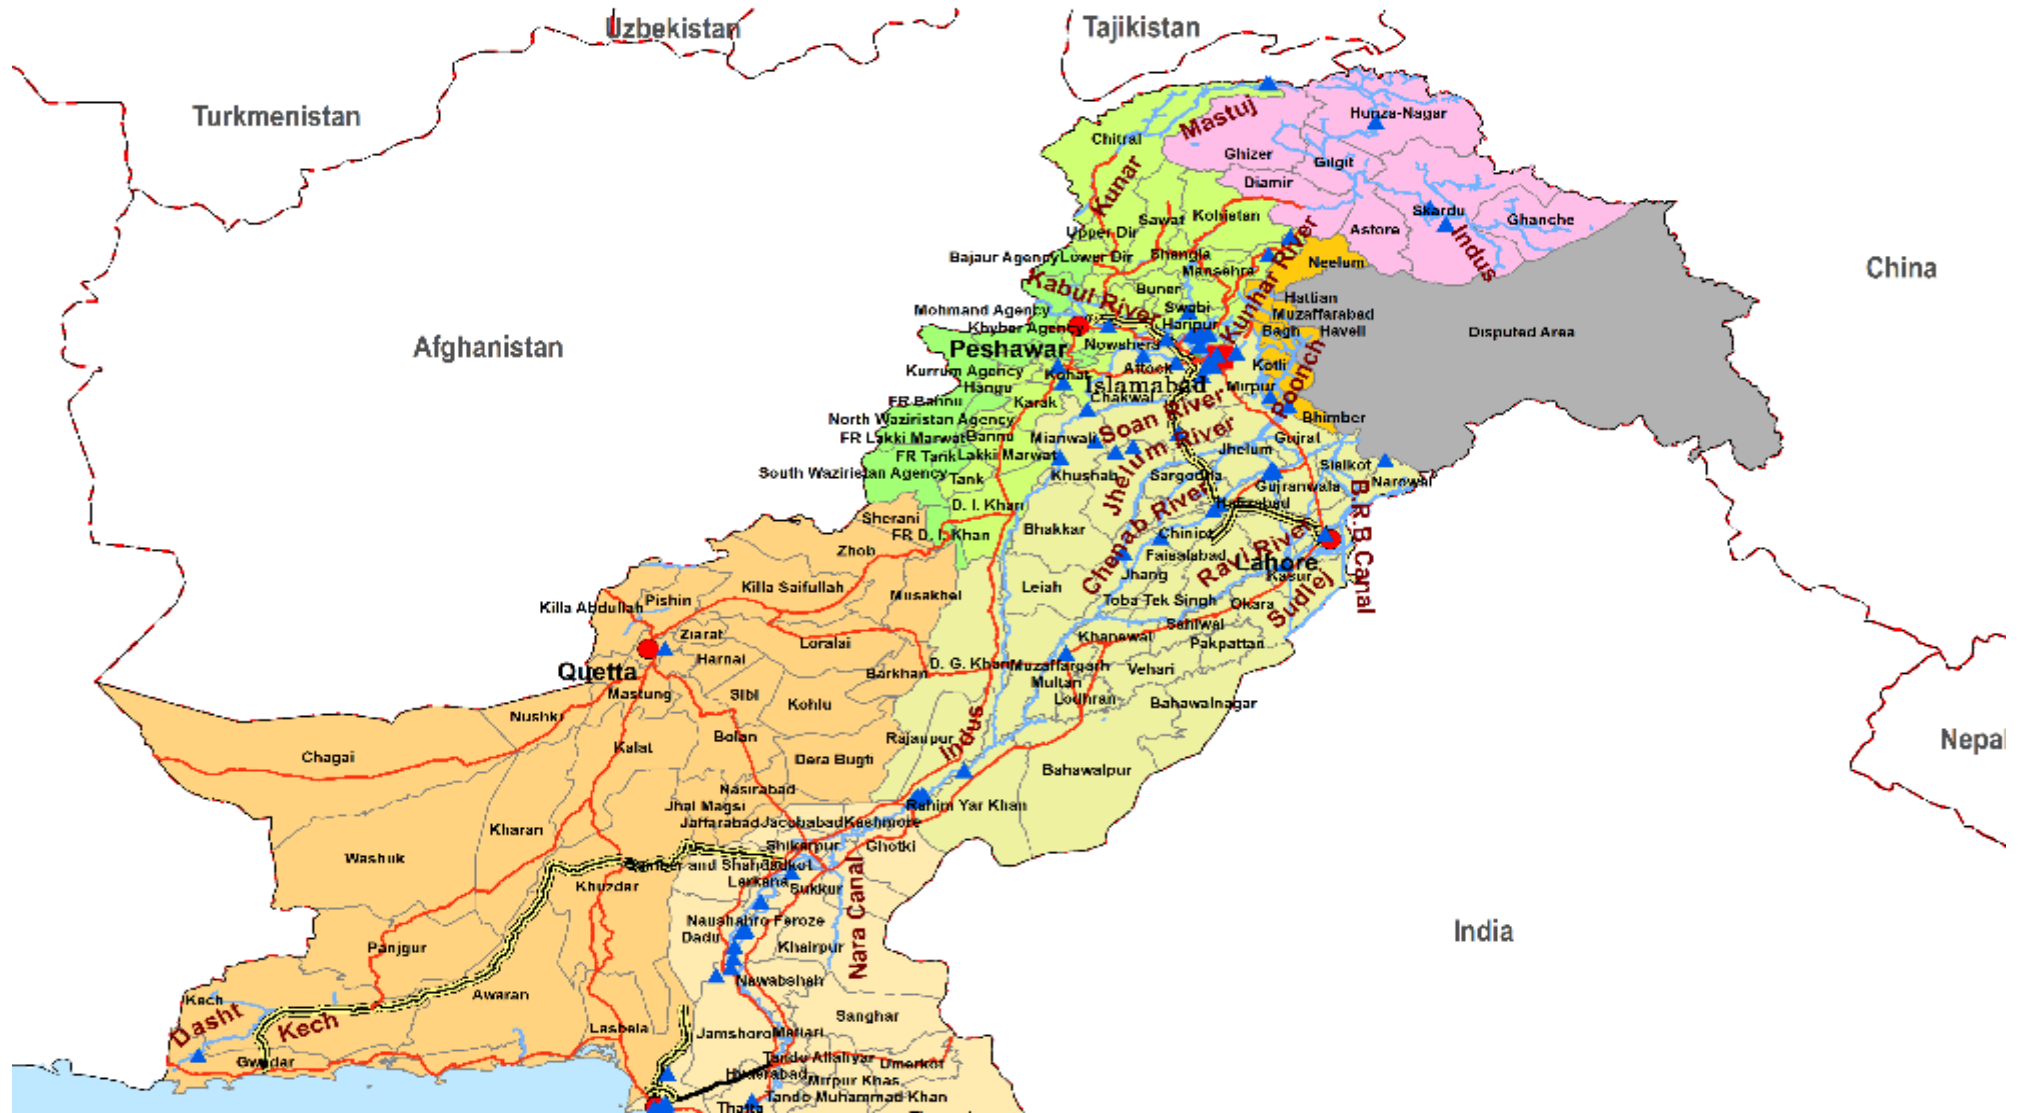 Uzbekistan
Tajikistan
Turkmenistan
Hunza-Nagar
Mastuj
Chitral
Ghizer
Gilgit
Diamir
Kunar
Skardu
Ghanche
Sawat
Kohistan
Astore
Indus
Upper Dir
Bajaur Agency
Lower Dir
Shangla
Mansehra
Neelum
China
Kunhar River
Kabul River
Buner
Hattian
Mohmand Agency
Swabi
Muzaffarabad
Khyber Agency
Haripur
Bagh
Haveli
Disputed Area
Afghanistan
Peshawar
Nowshera
Kurrum Agency
Kohat
Attock
Kotli
Poonch
Hangu
Islamabad
Mirpur
FR Bannu
Karak
Chakwal
North Waziristan Agency
Soan River
Bhimber
FR Lakki Marwat
Bannu
Mianwali
Jhelum River
Gujrat
FR Tank
Lakki Marwat
Jhelum
Sialkot
South Waziristan Agency
Tank
Khushab
Sargodha
Gujranwala
Narowal
D. I. Khan
Hafizabad
B.R.B Canal
Sherani
Chenab River
FR D. I. Khan
Bhakkar
Chiniot
Ravi River
Zhob
Faisalabad
Lahore
Jhang
Kasur
Killa Saifullah
Musakhel
Leiah
Killa Abdullah
Pishin
Toba Tek Singh
Okara
Sudlej
Ziarat
Sahiwal
Loralai
Khanewal
Pakpattan
Quetta
Harnai
Barkhan
D. G. Khan
Muzaffargarh
Vehari
Multan
Mastung
Sibi
Kohlu
Lodhran
Bahawalnagar
Nushki
Bolan
Rajanpur
Indus
Nepal
Chagai
Kalat
Dera Bugti
Bahawalpur
Nasirabad
Jhal Magsi
Rahim Yar Khan
Kharan
Jaffarabad
Jacobabad
Kashmore
Washuk
Shikarpur
Ghotki
Khuzdar
Larkana
Sukkur
Nara Canal
Naushahro Feroze
Dadu
Khairpur
India
Panjgur
Nawabshah
Kech
Awaran
Dasht
Kech
Sanghar
Lasbela
Jamshoro
Matiari
Gwadar
Tando Allahyar
Umerkot
Hyderabad
Mirpur Khas
Tando Muhammad Khan
Thatta